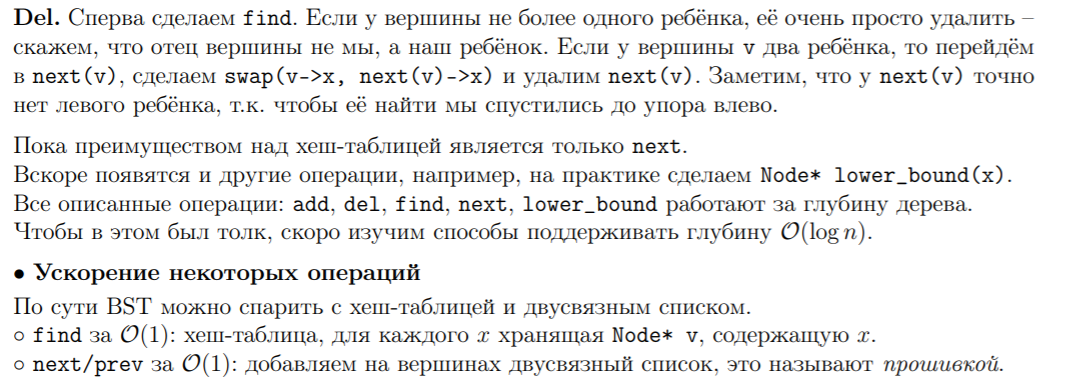 Del. Сперва сделаем find. Если у вершины не более одного ребёнка, её очень просто удалить –
скажем, что отец вершины не мы, а наш ребёнок. Если у вершины v два ребёнка, то перейдём
в next(v), сделаем swap(v->x, next(v)->x) и удалим next(v). Заметим, что у next(v) точно
нет левого ребёнка, т.к. чтобы её найти мы спустились до упора влево.
Пока преимуществом над хеш-таблицей является только next.
Вскоре появятся и другие операции, например, на практике сделаем Node* lower_bound(x).
Все описанные операции: add, del, find, next, lower_bound работают за глубину дерева.
Чтобы в этом был толк, скоро изучим способы поддерживать глубину O(log n).
• Ускорение некоторых операций
По сути BST можно спарить с хеш-таблицей и двусвязным списком.
◦ find за O(1): хеш-таблица, для каждого x хранящая Node* v, содержащую x.
◦ next/prev за O(1): добавляем на вершинах двусвязный список, это называют прошивкой.